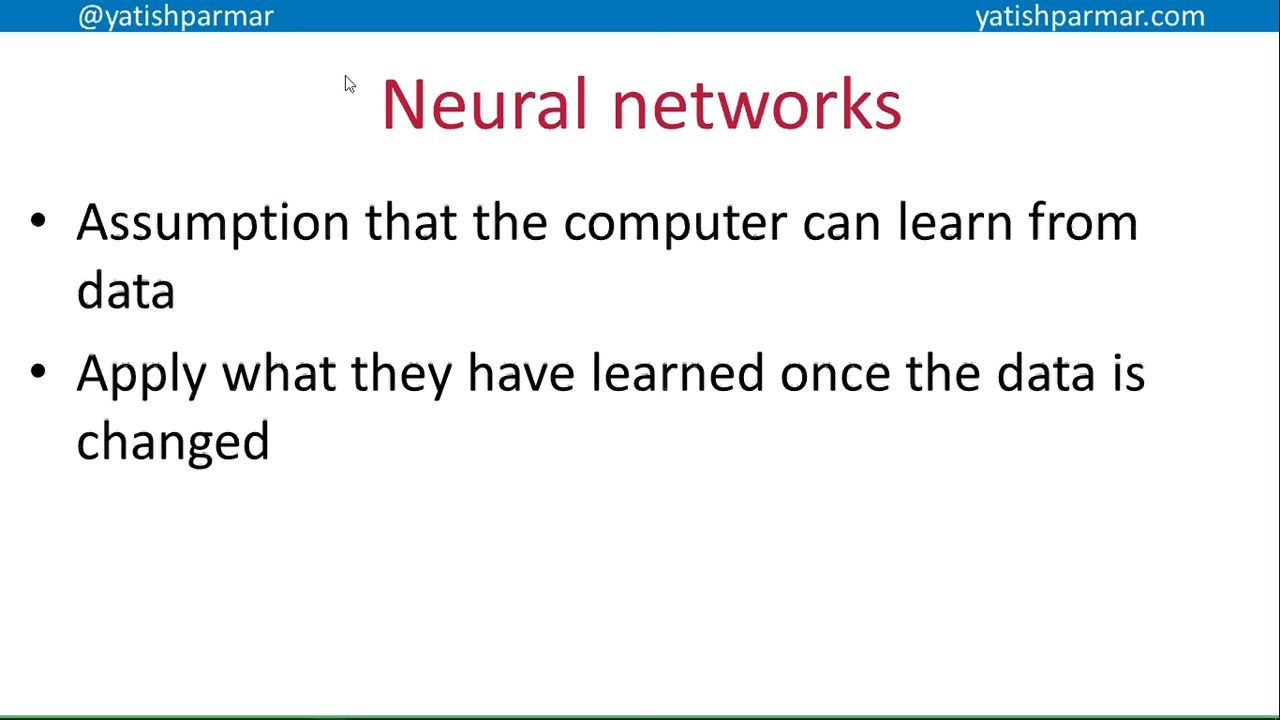 @yatishparmar
yatishparmar.com
Neural networks
• Assumption that the computer can learn from
data
• Apply what they have learned once the data is
changed